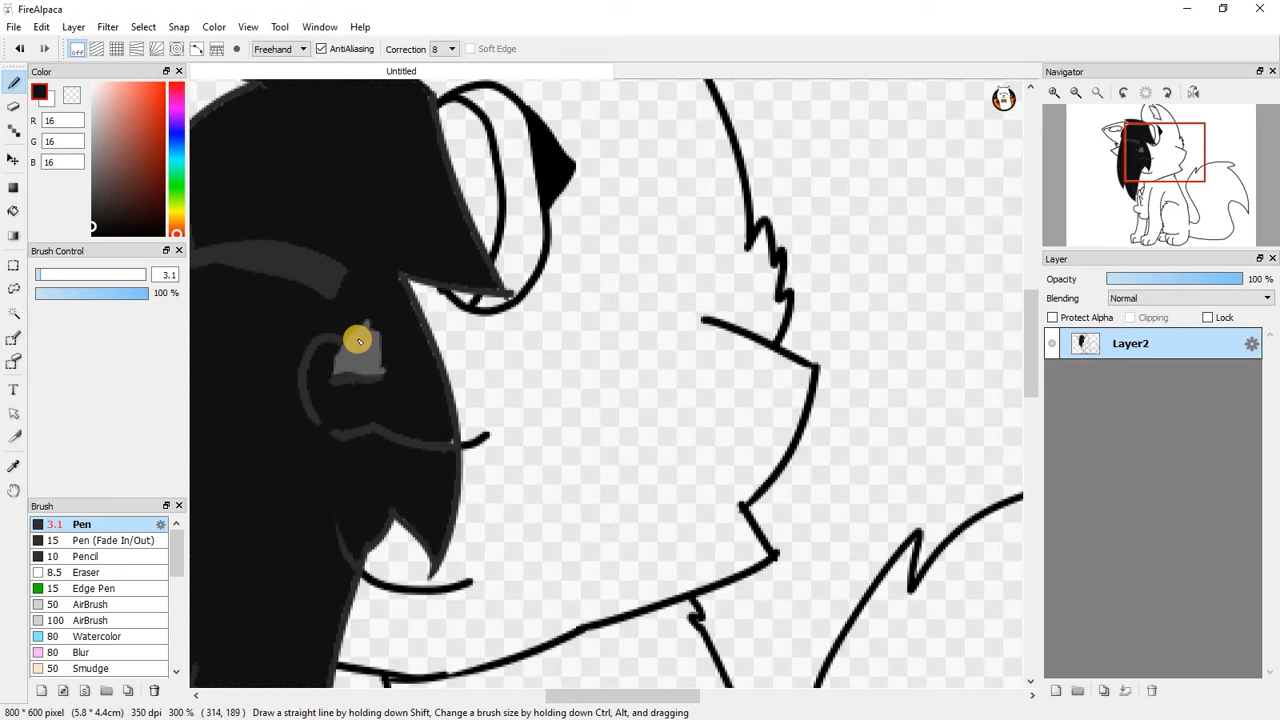 FireAlpaca
File Edit Layer Filter Select Snap Color View Tool Window Help
off Freehand AntiAliasing Correction 8 Soft Edge
Color
Untitled
Navigator
R 16
G 16
B 16
Brush Control
3.1
100 %
Layer
Opacity 100 %
Blending Normal
Protect Alpha Clipping Lock
Layer2
Brush
3.1 Pen
15 Pen (Fade In/Out)
10 Pencil
8.5 Eraser
15 Edge Pen
50 AirBrush
100 AirBrush
80 Watercolor
80 Blur
50 Smudge
800 * 600 pixel (5.8 * 4.4cm) 350 dpi 300 % ( 314, 189 ) Draw a straight line by holding down Shift, Change a brush size by holding down Ctrl, Alt, and dragging